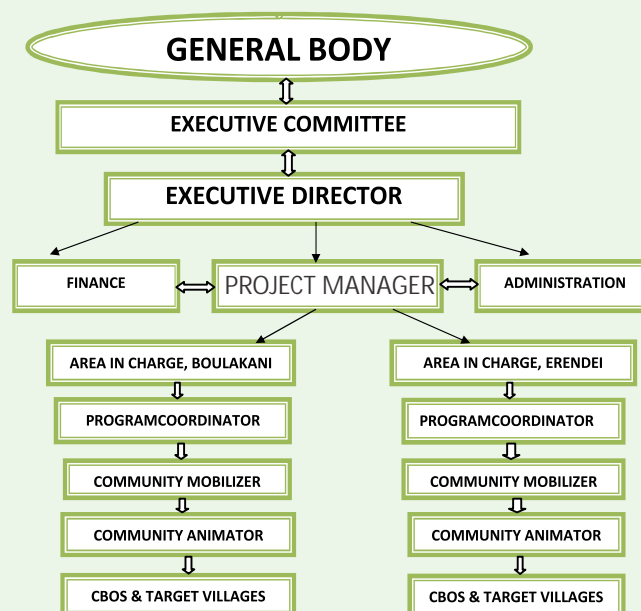 GENERAL BODY
EXECUTIVE COMMITTEE
EXECUTIVE DIRECTOR
FINANCE
PROJECT MANAGER
ADMINISTRATION
AREA IN CHARGE, BOULAKANI
AREA IN CHARGE, ERENDEI
PROGRAMCOORDINATOR
PROGRAMCOORDINATOR
COMMUNITY MOBILIZER
COMMUNITY MOBILIZER
COMMUNITY ANIMATOR
COMMUNITY ANIMATOR
CBOS & TARGET VILLAGES
CBOS & TARGET VILLAGES